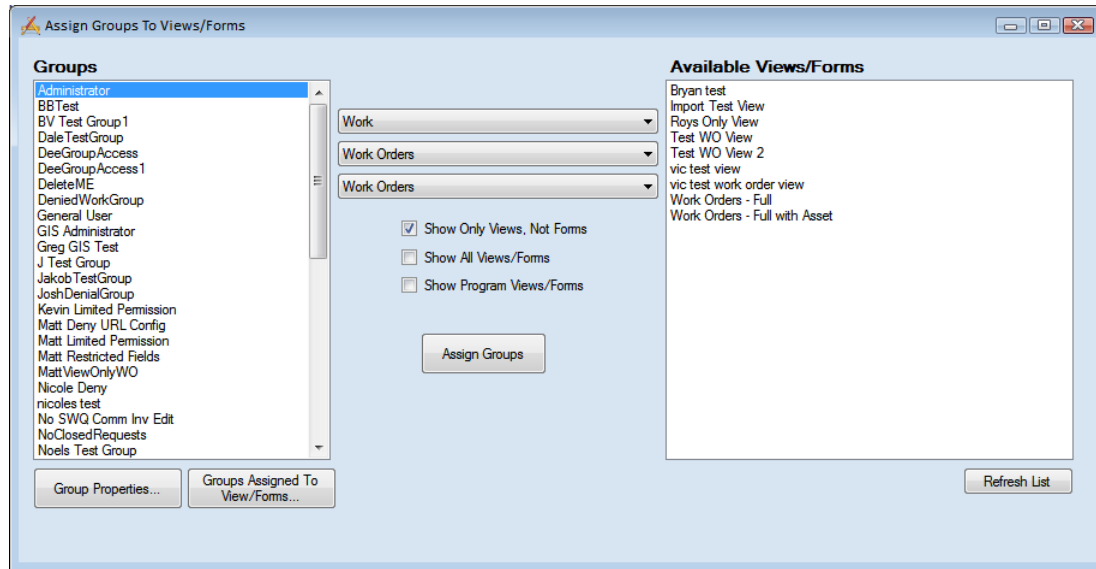 Assign Groups To Views/Forms
Groups
Administrator
BBTest
BV Test Group1
DaleTestGroup
DeeGroupAccess
DeeGroupAccess1
DeleteME
DeniedWorkGroup
General User
GIS Administrator
Greg GIS Test
J Test Group
JakobTestGroup
JoshDenialGroup
Kevin Limited Permission
Matt Deny URL Config
Matt Limited Permission
Matt Restricted Fields
MattViewOnlyWO
Nicole Deny
nicoles test
No SWQ Comm Inv Edit
NoClosedRequests
Noels Test Group
Group Properties...
Groups Assigned To
View/Forms...
Work
Work Orders
Work Orders
Show Only Views, Not Forms
Show All Views/Forms
Show Program Views/Forms
Assign Groups
Available Views/Forms
Bryan test
Import Test View
Roys Only View
Test WO View
Test WO View 2
vic test view
vic test work order view
Work Orders - Full
Work Orders - Full with Asset
Refresh List